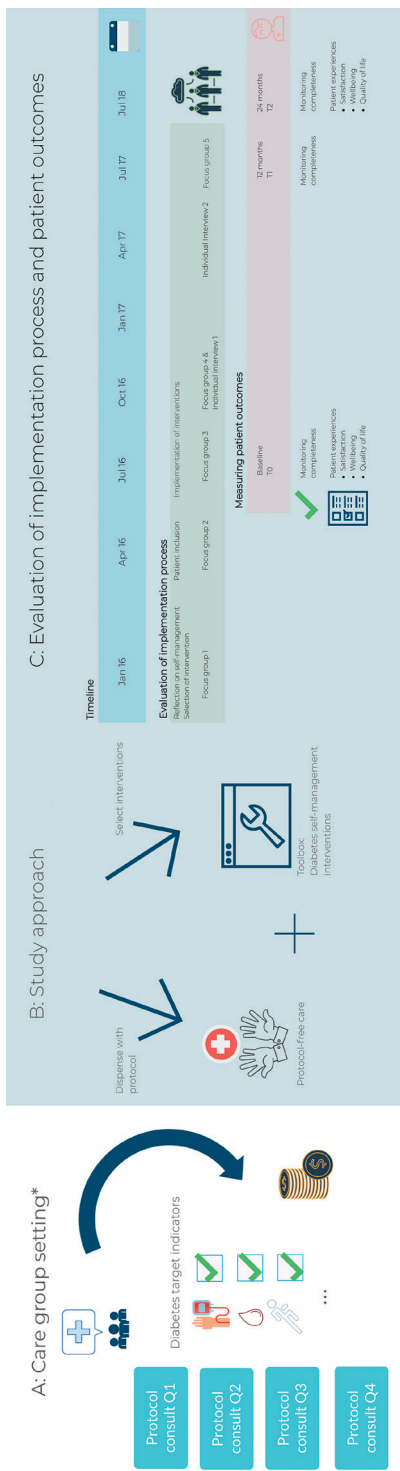 A: Care group setting*
Protocol
consult Q1
Protocol
consult Q2
Protocol
consult Q3
Protocol
consult Q4
Diabetes target indicators
...
B: Study approach
Dispense with
protocol
Select interventions
Protocol-free care
Toolbox:
Diabetes self-management
interventions
C: Evaluation of implementation process and patient outcomes
Timeline
Jan 16
Apr 16
Jul 16
Oct 16
Jan 17
Apr 17
Jul 17
Jul 18
Evaluation of implementation process
Reflection on self-management
Selection of intervention
Patient inclusion
Implementation of interventions
Focus group 1
Focus group 2
Focus group 3
Focus group 4 &
Individual interview 1
Individual Interview 2
Focus group 5
Measuring patient outcomes
Baseline
T0
12 months
T1
24 months
T2
Monitoring
completeness
Monitoring
completeness
Monitoring
completeness
Patient experiences
• Satisfaction
• Wellbeing
• Quality of life
Patient experiences
• Satisfaction
• Wellbeing
• Quality of life